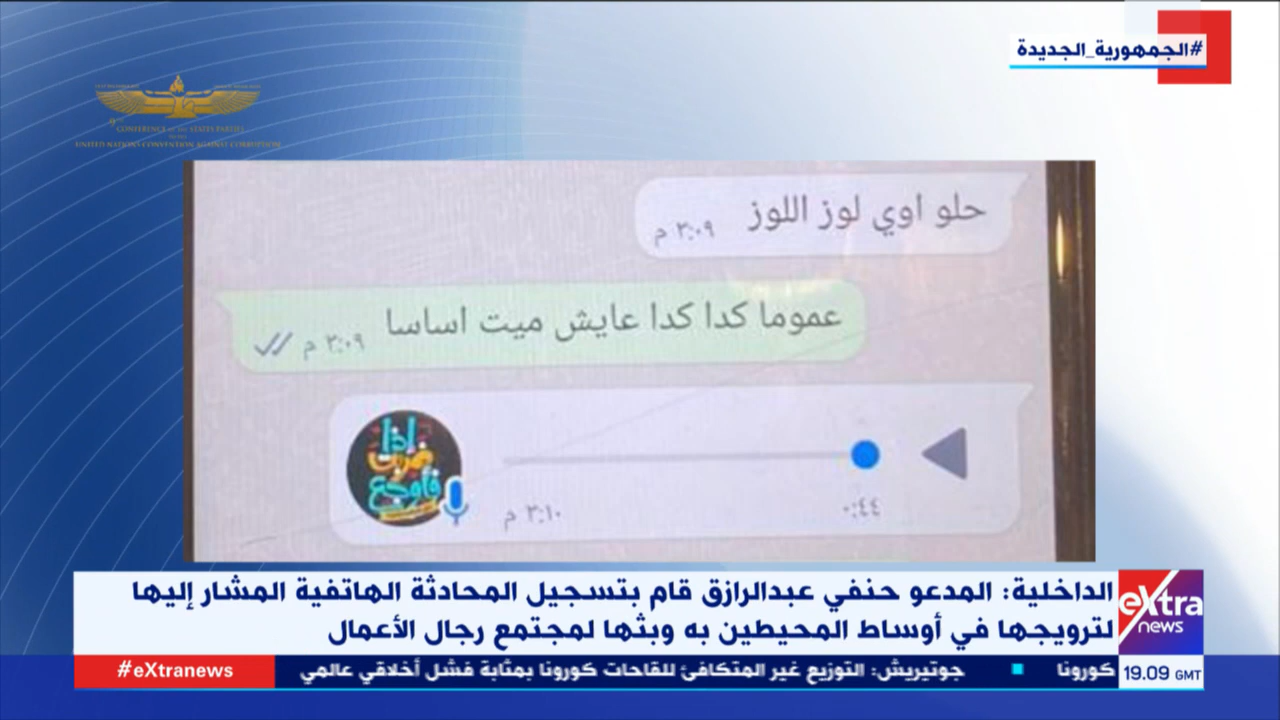 #الجمهورية_الجديدة
CONFERENCE OF THE STATES PARTIES
UNITED NATIONS CONVENTION AGAINST CORRUPTION
حلو اوي لوز اللوز
٣:٠٩ م
عموما كدا كدا عايش ميت اساسا
٣:٠٩ م
إذا
ضربت
فأوجع
٠:٤٤
٣:١٠ م
الداخلية: المدعو حنفي عبدالرازق قام بتسجيل المحادثة الهاتفية المشار إليها
لترويجها في أوساط المحيطين به وبثها لمجتمع رجال الأعمال
eXtra
news
كورونا
جوتيريش: التوزيع غير المتكافئ للقاحات كورونا بمثابة فشل أخلاقي عالمي
#eXtranews
19.09 GMT